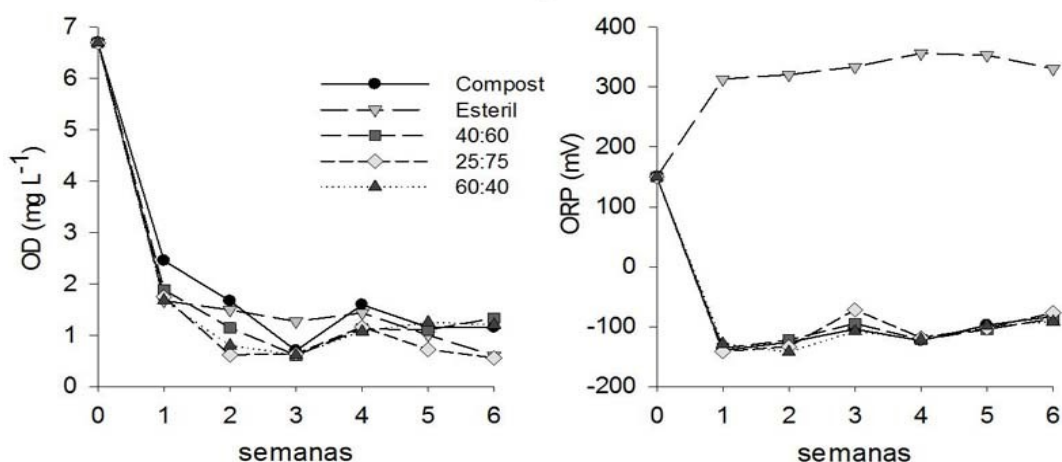 7
6
5
4
3
2
1
0
OD (mg L⁻¹)
0 1 2 3 4 5 6
semanas
Compost
Esteril
40:60
25:75
60:40
400
300
200
100
0
-100
-200
ORP (mV)
0 1 2 3 4 5 6
semanas